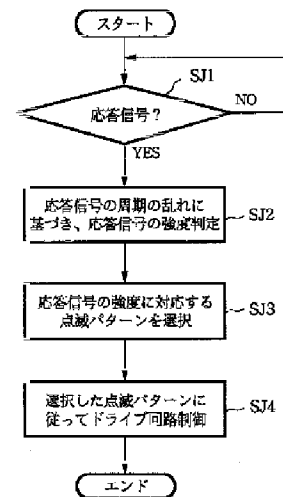 スタート
SJ1
応答信号？
NO
YES
応答信号の周期の乱れに
基づき、応答信号の強度判定
SJ2
応答信号の強度に対応する
点滅パターンを選択
SJ3
選択した点滅パターンに
従ってドライブ回路制御
SJ4
エンド